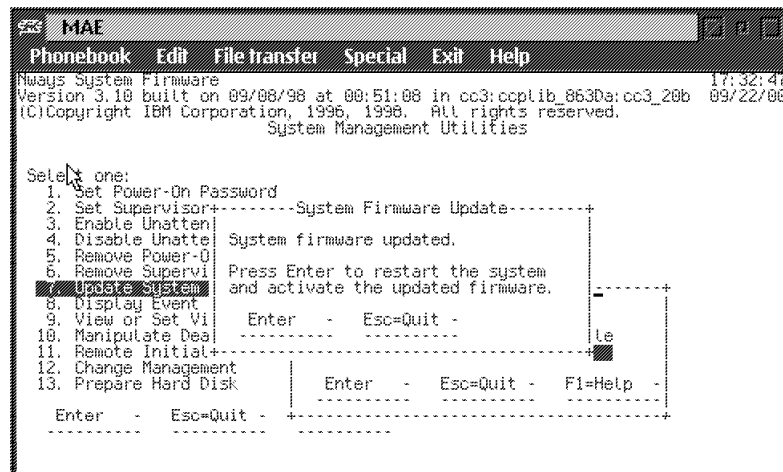 MAE
Phonebook Edit File transfer Special Exit Help
Nways System Firmware 17:32:47
Version 3.10 built on 09/08/98 at 00:51:08 in cc3:ccplib_863Da:cc3_20b 09/22/00
(C)Copyright IBM Corporation, 1996, 1998. All rights reserved.
System Management Utilities
Select one:
1. Set Power-On Password
2. Set Supervisor
3. Enable Unatten
4. Disable Unatte
5. Remove Power-O
6. Remove Supervi
7. Update System
8. Display Event
9. View or Set Vi
10. Manipulate Dea
11. Remote Initial
12. Change Management
13. Prepare Hard Disk
System Firmware Update
System firmware updated.
Press Enter to restart the system
and activate the updated firmware.
Enter - Esc=Quit -
le
Enter - Esc=Quit - F1=Help -
Enter - Esc=Quit -